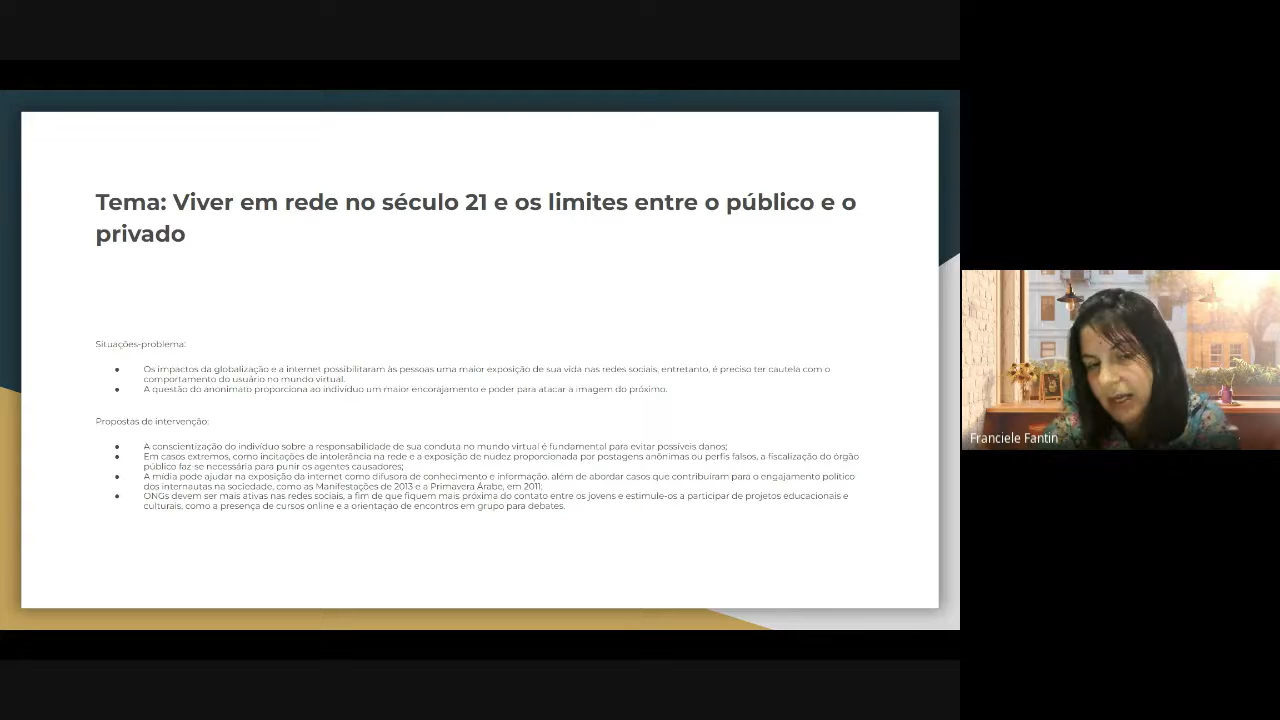 Tema: Viver em rede no século 21 e os limites entre o público e o
privado
Situações-problema:
● Os impactos da globalização e a internet possibilitaram às pessoas uma maior exposição de sua vida nas redes sociais, entretanto, é preciso ter cautela com o
comportamento do usuário no mundo virtual.
● A questão do anonimato proporciona ao indivíduo um maior encorajamento e poder para atacar a imagem do próximo.
Propostas de intervenção:
● A conscientização do indivíduo sobre a responsabilidade de sua conduta no mundo virtual é fundamental para evitar possíveis danos;
● Em casos extremos, como incitações de intolerância na rede e a exposição de nudez proporcionada por postagens anônimas ou perfis falsos, a fiscalização do órgão
público faz-se necessária para punir os agentes causadores;
● A mídia pode ajudar na exposição da internet como difusora de conhecimento e informação, além de abordar casos que contribuíram para o engajamento político
dos internautas na sociedade, como as Manifestações de 2013 e a Primavera Árabe, em 2011;
● ONGs devem ser mais ativas nas redes sociais, a fim de que fiquem mais próxima do contato entre os jovens e estimule-os a participar de projetos educacionais e
culturais, como a presença de cursos online e a orientação de encontros em grupo para debates.
Franciele Fantin